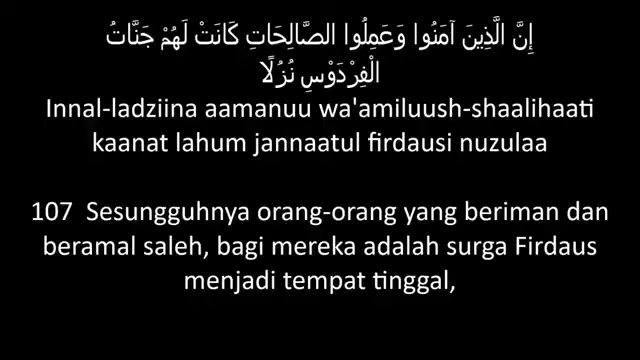 إِنَّ الَّذِينَ آمَنُوا وَعَمِلُوا الصَّالِحَاتِ كَانَتْ لَهُمْ جَنَّاتُ
الْفِرْدَوْسِ نُزُلًا
Innal-ladziina aamanuu wa'amiluush-shaalihaati
kaanat lahum jannaatul firdausi nuzulaa
107 Sesungguhnya orang-orang yang beriman dan
beramal saleh, bagi mereka adalah surga Firdaus
menjadi tempat tinggal,